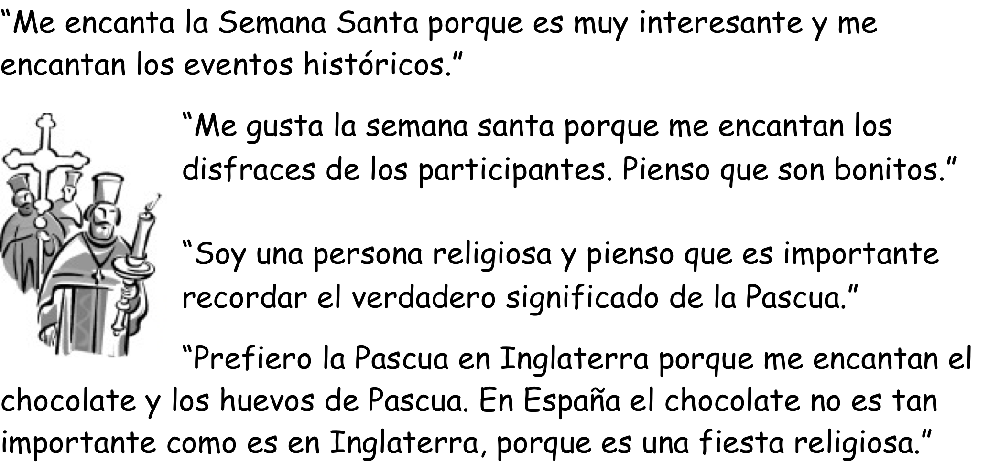 “Me encanta la Semana Santa porque es muy interesante y me
encantan los eventos históricos.”
“Me gusta la semana santa porque me encantan los
disfraces de los participantes. Pienso que son bonitos.”
“Soy una persona religiosa y pienso que es importante
recordar el verdadero significado de la Pascua.”
“Prefiero la Pascua en Inglaterra porque me encantan el
chocolate y los huevos de Pascua. En España el chocolate no es tan
importante como es en Inglaterra, porque es una fiesta religiosa.”